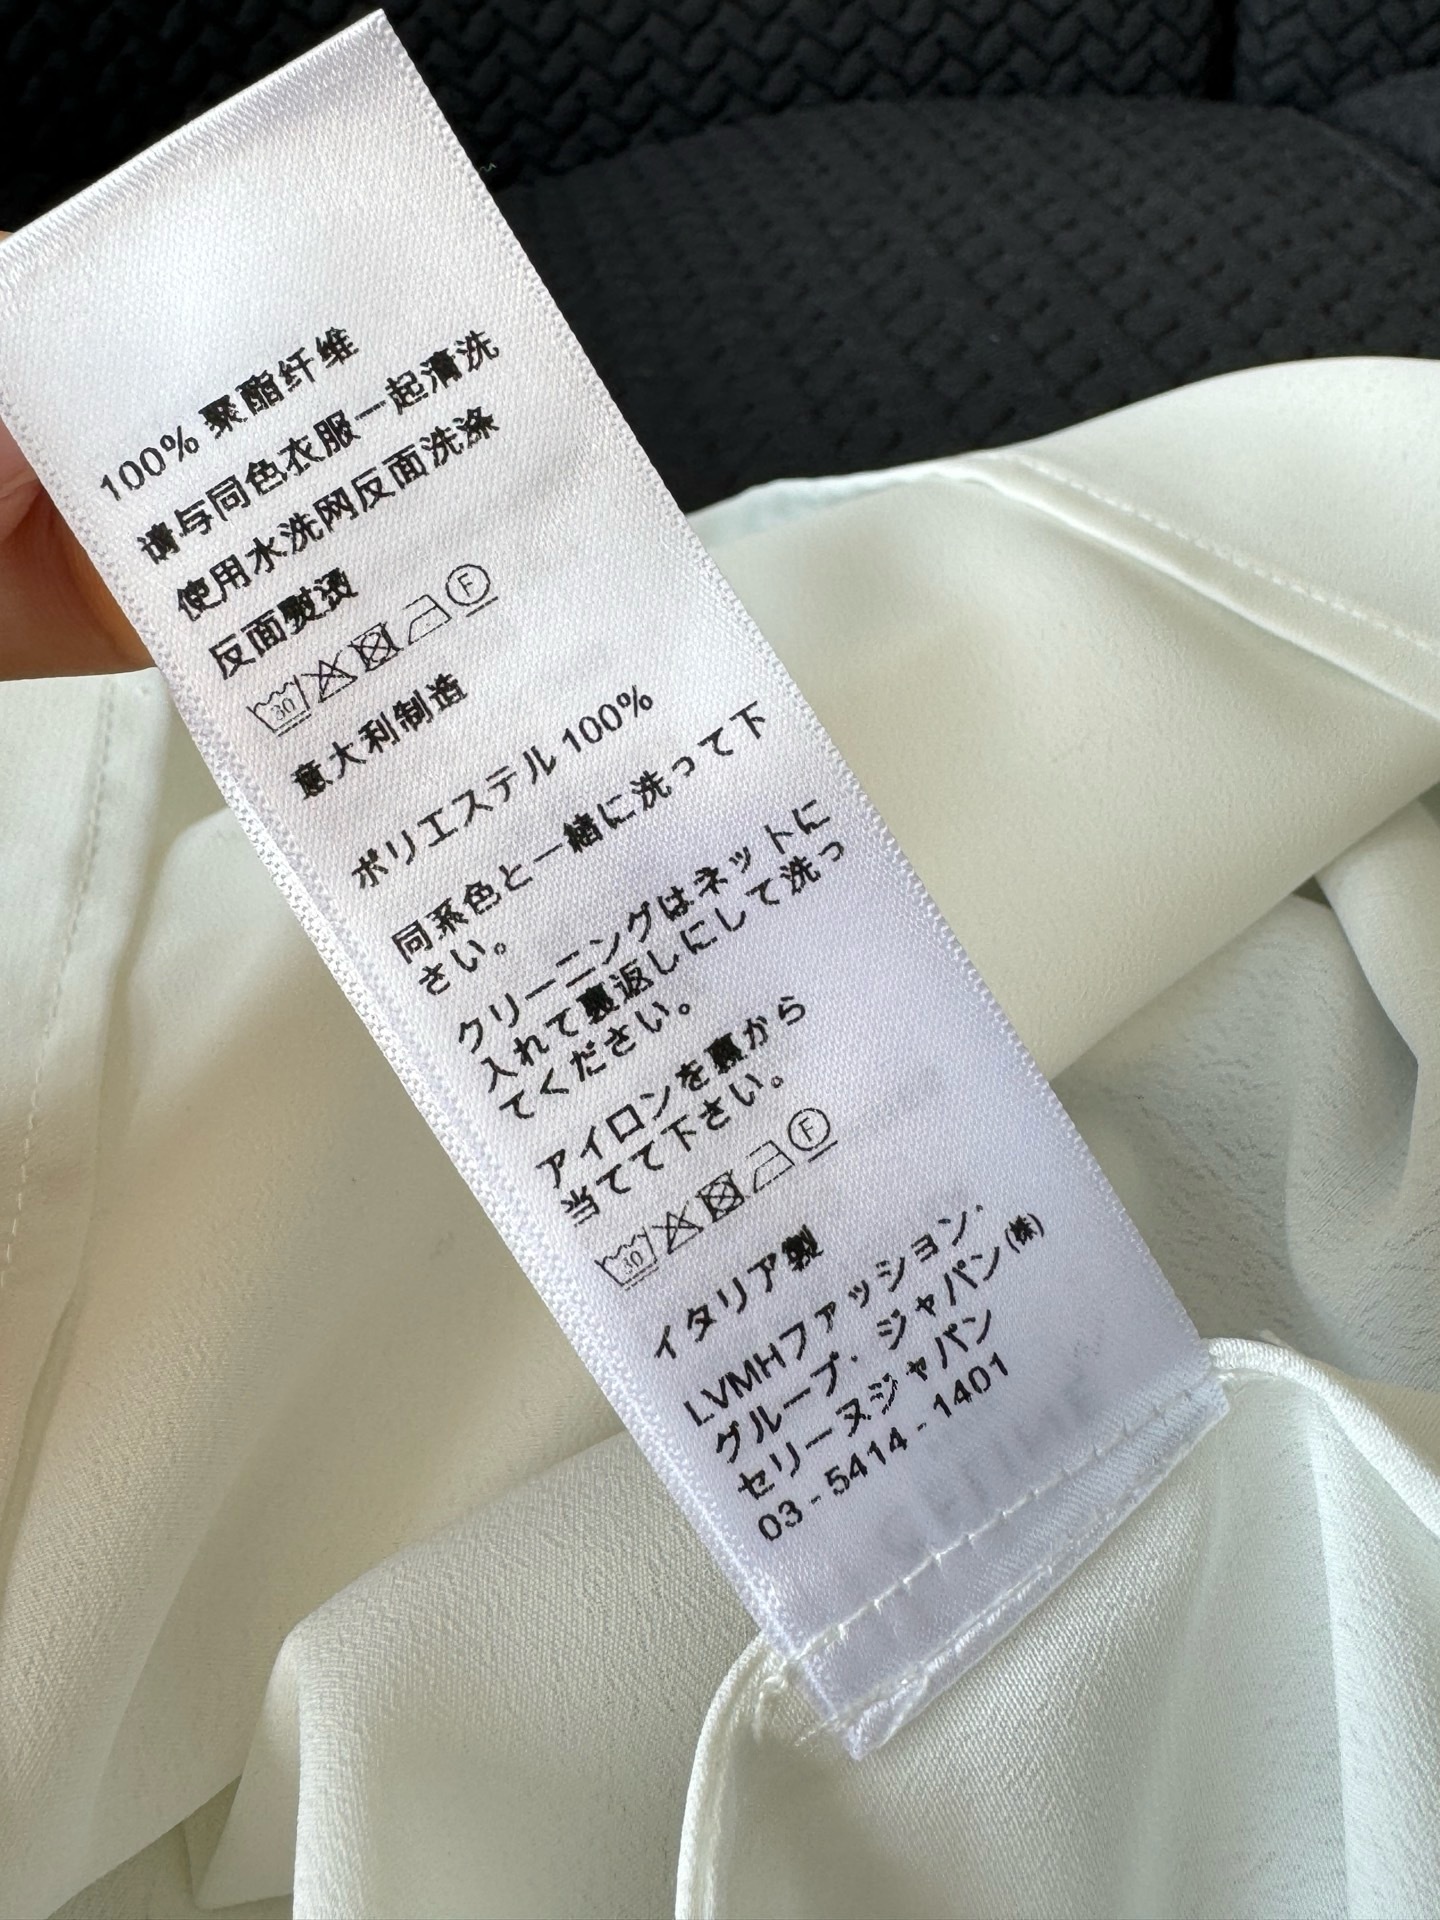 100% 聚酯纤维
请与同色衣服一起清洗
使用水洗网反面洗涤
反面熨烫
30 F
意大利制造
ポリエステル 100%
同系色と一緒に洗って下
さい。
クリーニングはネットに
入れて裏返しにして洗っ
てください。
アイロンを裏から
当てて下さい。
30 F
イタリア製
LVMHファッション・
グループ・ジャパン(株)
セリーヌジャパン
03-5414-1401